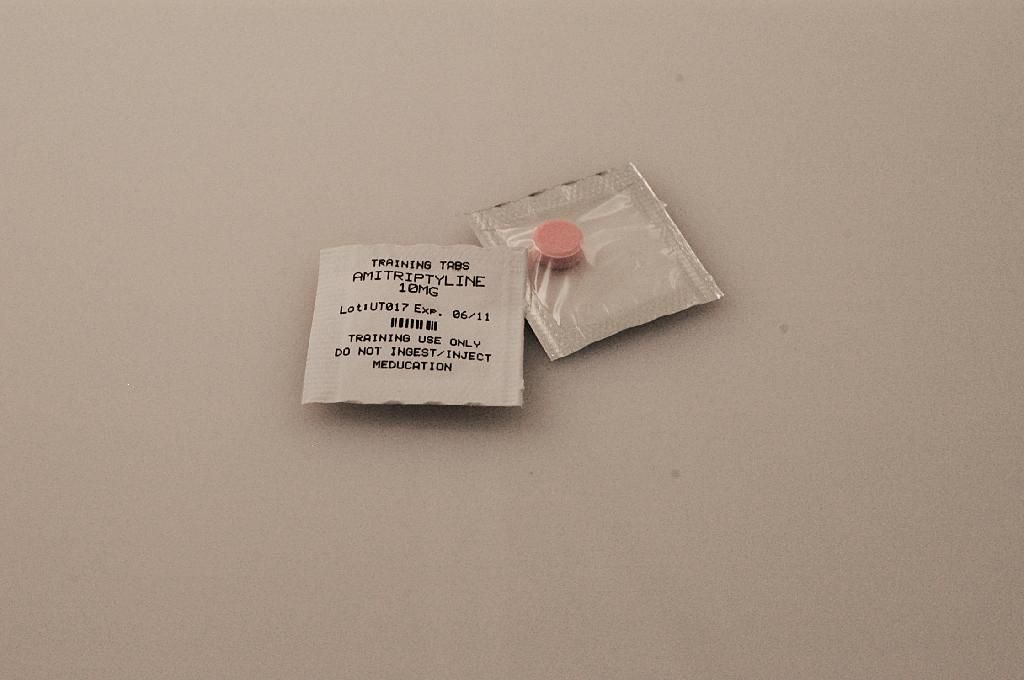 TRAINING TABS
AMITRIPTYLINE
10MG
Lot:UT017 Exp. 06/11
TRAINING USE ONLY
DO NOT INGEST/INJECT
MEDUCATION